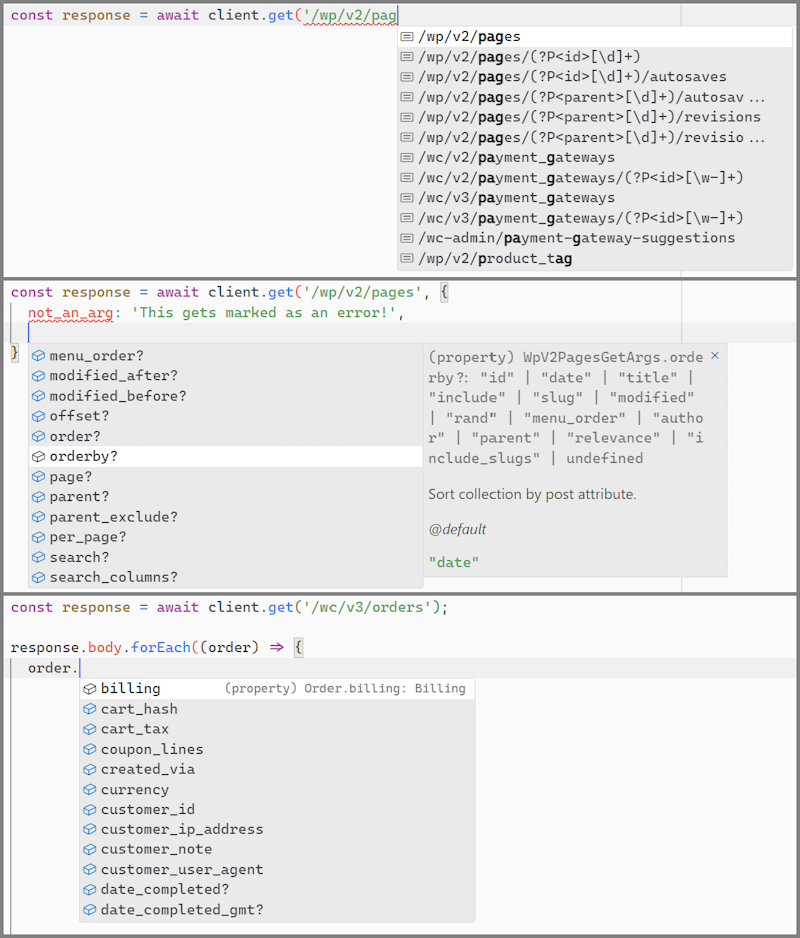 const response = await client.get('/wp/v2/pag
/wp/v2/pages
/wp/v2/pages/(?P<id>[\d]+)
/wp/v2/pages/(?P<id>[\d]+)/autosaves
/wp/v2/pages/(?P<parent>[\d]+)/autosav ...
/wp/v2/pages/(?P<parent>[\d]+)/revisions
/wp/v2/pages/(?P<parent>[\d]+)/revisio ...
/wc/v2/payment_gateways
/wc/v2/payment_gateways/(?P<id>[\w-]+)
/wc/v3/payment_gateways
/wc/v3/payment_gateways/(?P<id>[\w-]+)
/wc-admin/payment-gateway-suggestions
/wp/v2/product_tag
const response = await client.get('/wp/v2/pages', {
not_an_arg: 'This gets marked as an error!',
}
menu_order?
modified_after?
modified_before?
offset?
order?
orderby?
page?
parent?
parent_exclude?
per_page?
search?
search_columns?
(property) WpV2PagesGetArgs.orde
rby?: "id" | "date" | "title" |
"include" | "slug" | "modified"
| "rand" | "menu_order" | "autho
r" | "parent" | "relevance" | "i
nclude_slugs" | undefined
Sort collection by post attribute.
@default
"date"
const response = await client.get('/wc/v3/orders');
response.body.forEach((order) => {
order.
billing (property) Order.billing: Billing
cart_hash
cart_tax
coupon_lines
created_via
currency
customer_id
customer_ip_address
customer_note
customer_user_agent
date_completed?
date_completed_gmt?